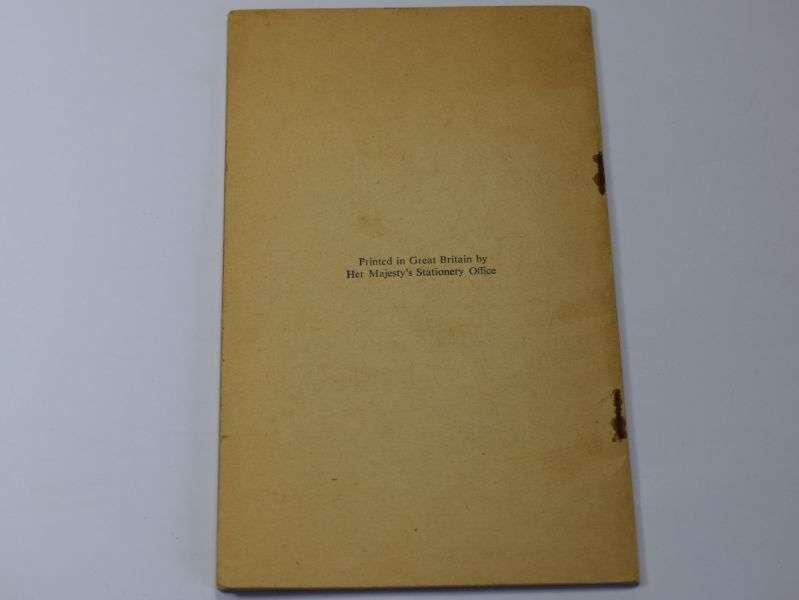 Printed in Great Britain by
Her Majesty's Stationery Office